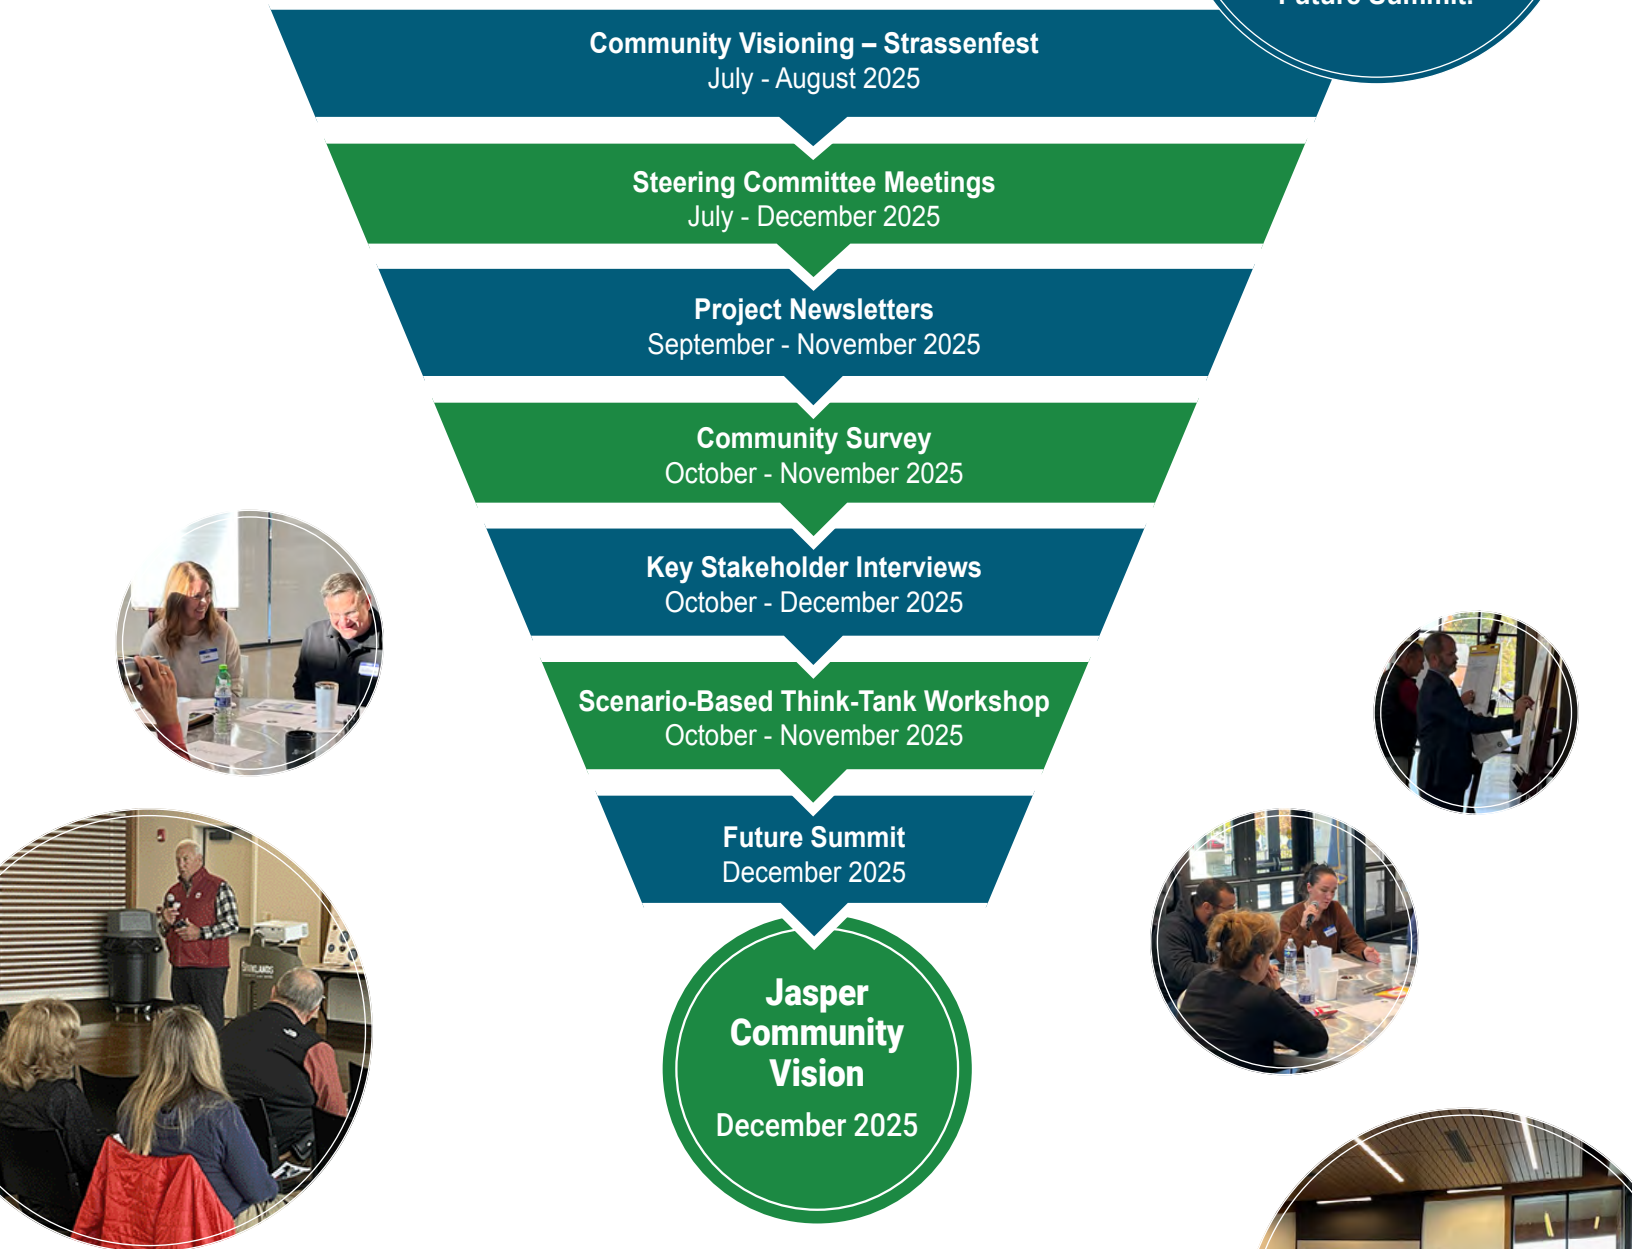 Future Summit!
Community Visioning – Strassenfest
July - August 2025
Steering Committee Meetings
July - December 2025
Project Newsletters
September - November 2025
Community Survey
October - November 2025
Key Stakeholder Interviews
October - December 2025
Scenario-Based Think-Tank Workshop
October - November 2025
Future Summit
December 2025
Jasper
Community
Vision
December 2025